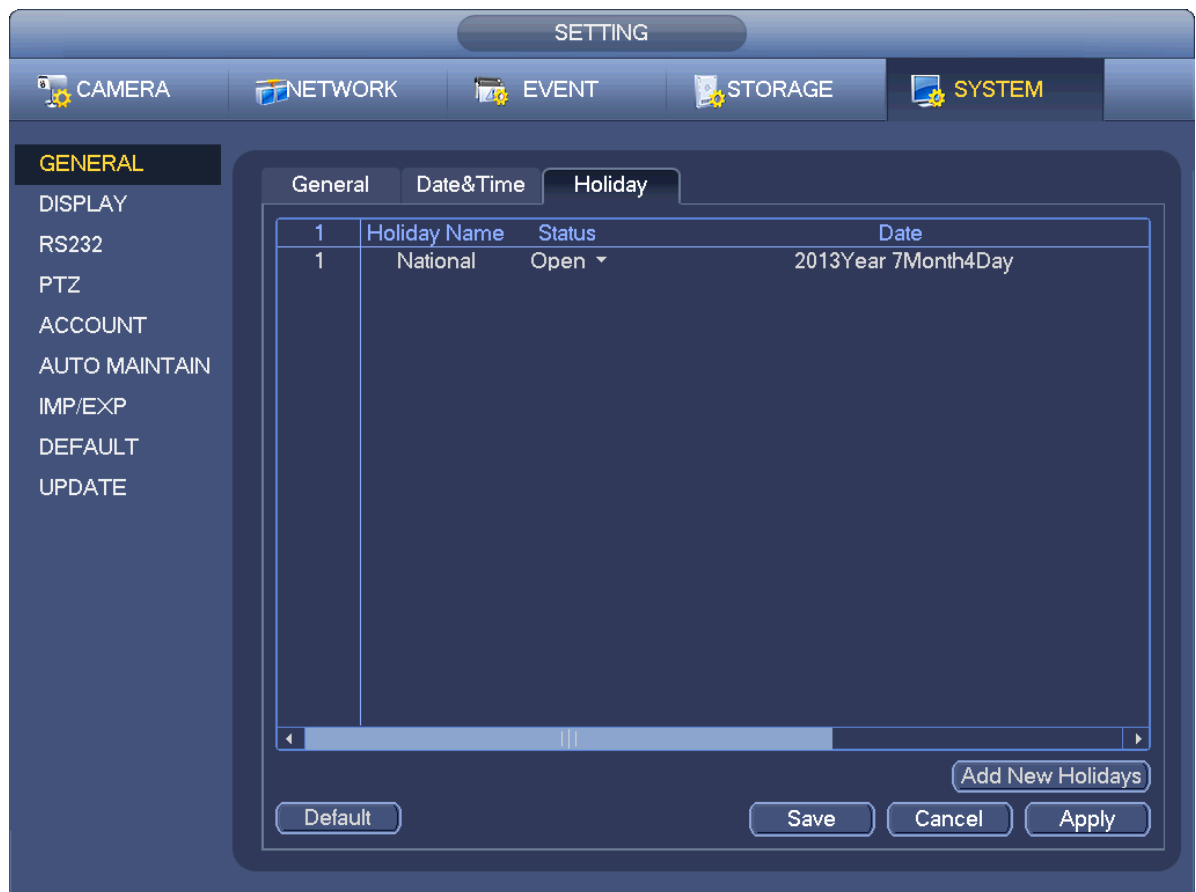 SETTING
CAMERA NETWORK EVENT STORAGE SYSTEM
GENERAL
DISPLAY
RS232
PTZ
ACCOUNT
AUTO MAINTAIN
IMP/EXP
DEFAULT
UPDATE
General Date&Time Holiday
1 Holiday Name Status Date
1 National Open 2013Year 7Month4Day
Add New Holidays
Default Save Cancel Apply